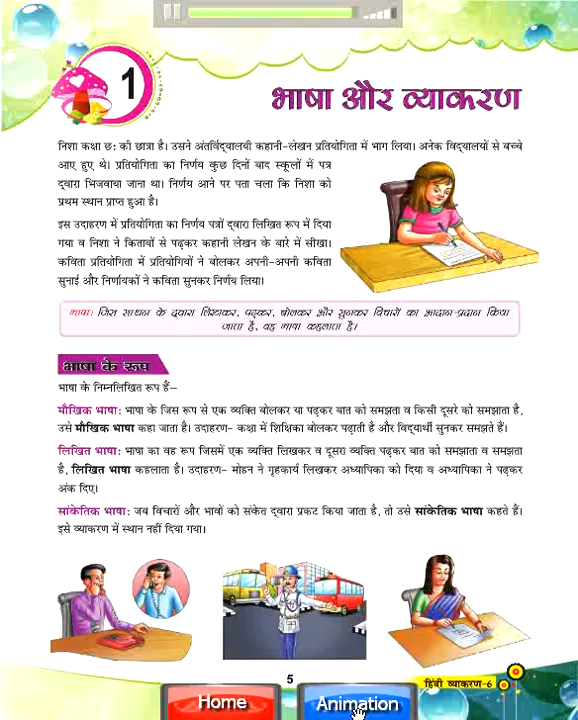 1
भाषा और व्याकरण
निशा कक्षा छः की छात्रा है। उसने अंतर्विद्यालयी कहानी-लेखन प्रतियोगिता में भाग लिया। अनेक विद्यालयों से बच्चे
आए हुए थे। प्रतियोगिता का निर्णय कुछ दिनों बाद स्कूलों में पत्र
द्वारा भिजवाया जाना था। निर्णय आने पर पता चला कि निशा को
प्रथम स्थान प्राप्त हुआ है।
इस उदाहरण में प्रतियोगिता का निर्णय पत्रों द्वारा लिखित रूप में दिया
गया व निशा ने किताबों से पढ़कर कहानी लेखन के बारे में सीखा।
कविता प्रतियोगिता में प्रतियोगियों ने बोलकर अपनी-अपनी कविता
सुनाई और निर्णायकों ने कविता सुनकर निर्णय लिया।
भाषा: जिस साधन के द्वारा लिखकर, पढ़कर, बोलकर और सुनकर विचारों का आदान-प्रदान किया
जाता है, वह भाषा कहलाता है।
भाषा के रूप
भाषा के निम्नलिखित रूप हैं–
मौखिक भाषा: भाषा के जिस रूप से एक व्यक्ति बोलकर या पढ़कर बात को समझता व किसी दूसरे को समझाता है,
उसे मौखिक भाषा कहा जाता है। उदाहरण– कक्षा में शिक्षिका बोलकर पढ़ाती है और विद्यार्थी सुनकर समझते हैं।
लिखित भाषा: भाषा का वह रूप जिसमें एक व्यक्ति लिखकर व दूसरा व्यक्ति पढ़कर बात को समझाता व समझता
है, लिखित भाषा कहलाता है। उदाहरण– मोहन ने गृहकार्य लिखकर अध्यापिका को दिया व अध्यापिका ने पढ़कर
अंक दिए।
सांकेतिक भाषा: जब विचारों और भावों को संकेत द्वारा प्रकट किया जाता है, तो उसे सांकेतिक भाषा कहते हैं।
इसे व्याकरण में स्थान नहीं दिया गया।
5
हिंदी व्याकरण-6
Home
Animation